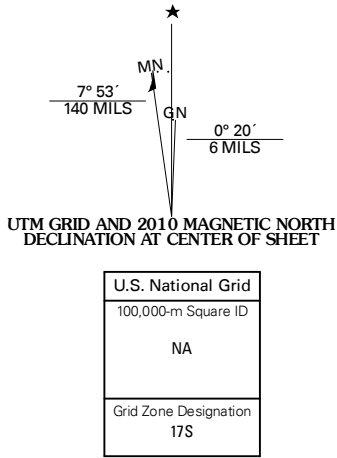 ★
MN
7° 53´
140 MILS
GN
0° 20´
6 MILS
UTM GRID AND 2010 MAGNETIC NORTH
DECLINATION AT CENTER OF SHEET
U.S. National Grid
100,000-m Square ID
NA
Grid Zone Designation
17S